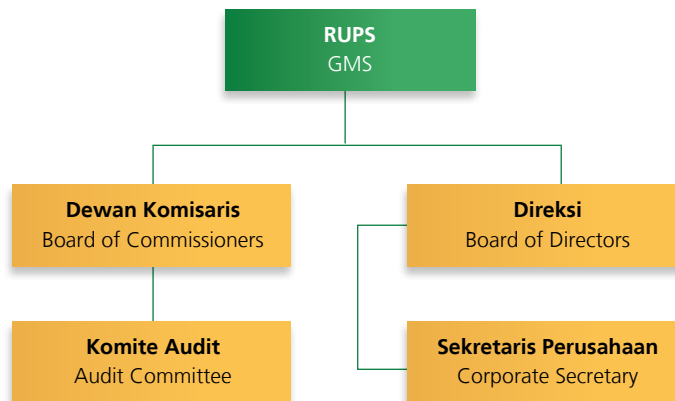 RUPS
GMS
Dewan Komisaris
Board of Commissioners
Direksi
Board of Directors
Komite Audit
Audit Committee
Sekretaris Perusahaan
Corporate Secretary